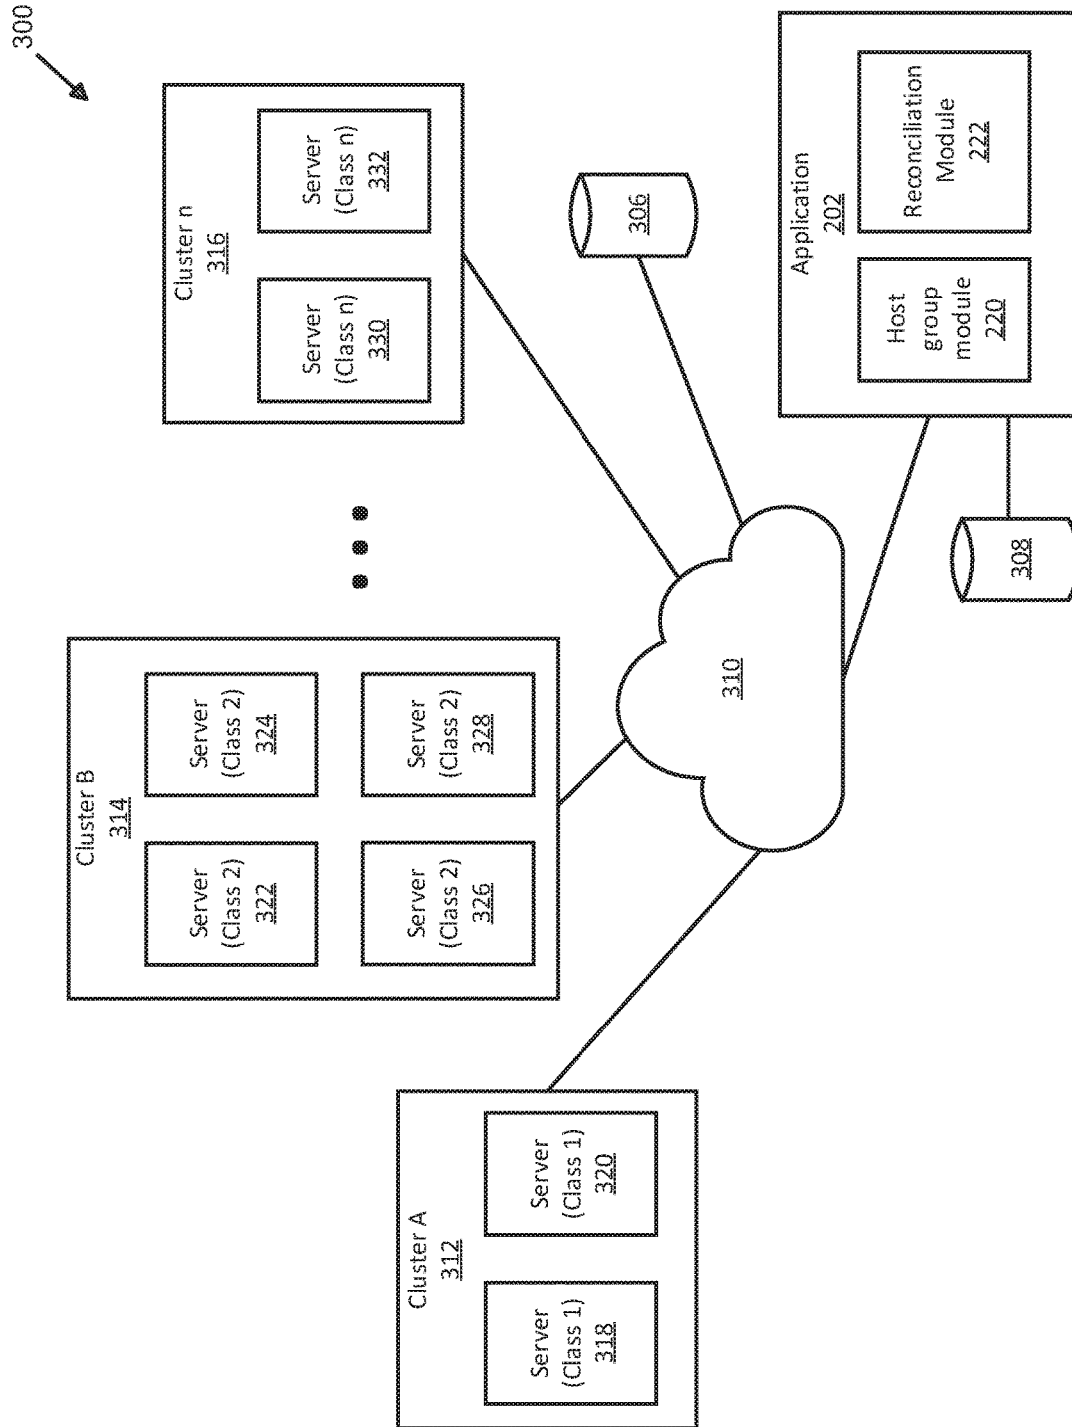 300
Cluster A
312
Server
(Class 1)
318
Server
(Class 1)
320
Cluster B
314
Server
(Class 2)
322
Server
(Class 2)
324
Server
(Class 2)
326
Server
(Class 2)
328
Cluster n
316
Server
(Class n)
330
Server
(Class n)
332
310
306
308
Application
202
Host
group
module
220
Reconciliation
Module
222